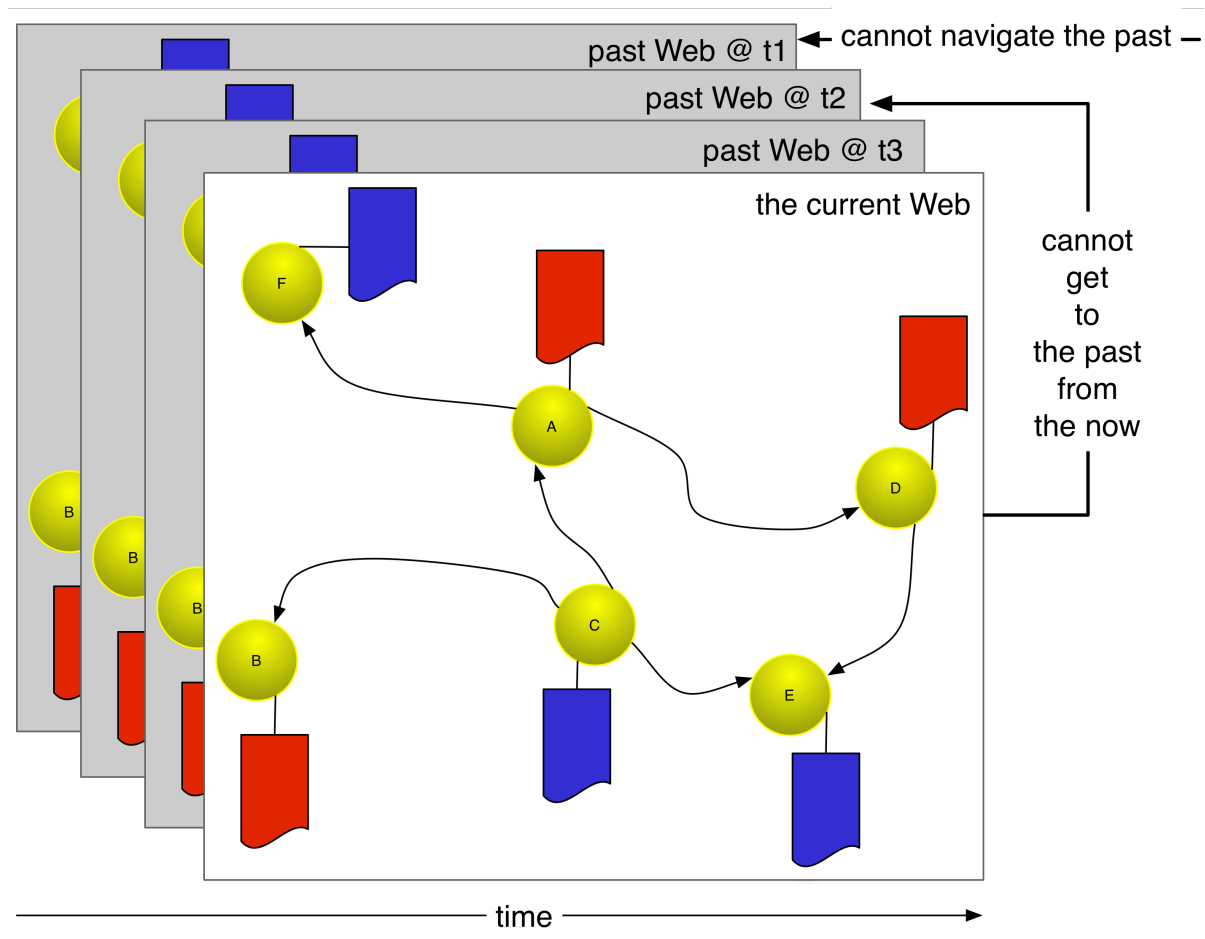 cannot navigate the past
past Web @ t1
past Web @ t2
past Web @ t3
the current Web
cannot
get
to
the past
from
the now
F
A
D
C
B
E
B
B
B
time